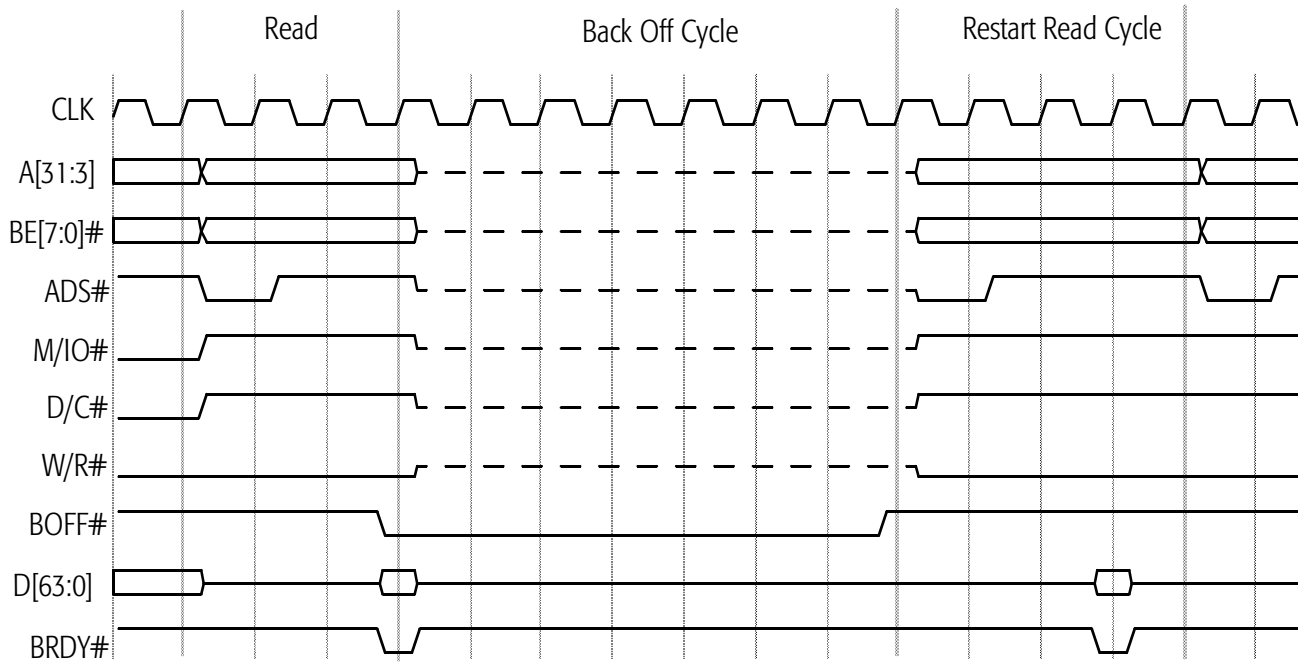 Read
Back Off Cycle
Restart Read Cycle
CLK
A[31:3]
BE[7:0]#
ADS#
M/IO#
D/C#
W/R#
BOFF#
D[63:0]
BRDY#